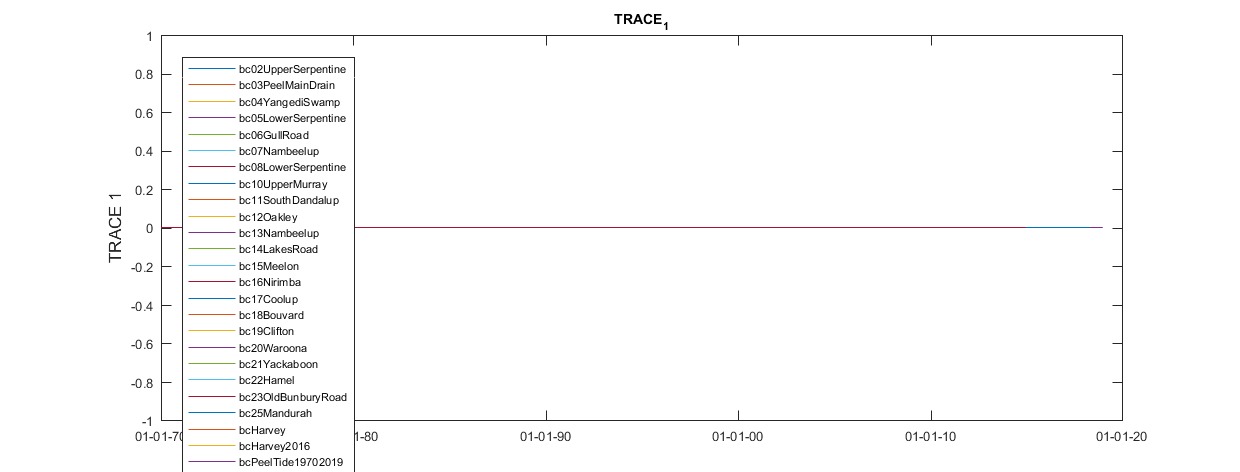 TRACE1
1
0.8
0.6
0.4
0.2
0
-0.2
-0.4
-0.6
-0.8
-1
TRACE 1
bc02UpperSerpentine
bc03PeelMainDrain
bc04YangediSwamp
bc05LowerSerpentine
bc06GullRoad
bc07Nambeelup
bc08LowerSerpentine
bc10UpperMurray
bc11SouthDandalup
bc12Oakley
bc13Nambeelup
bc14LakesRoad
bc15Meelon
bc16Nirimba
bc17Coolup
bc18Bouvard
bc19Clifton
bc20Waroona
bc21Yackaboon
bc22Hamel
bc23OldBunburyRoad
bc25Mandurah
bcHarvey
bcHarvey2016
bcPeelTide19702019
01-01-70
1-80
01-01-90
01-01-00
01-01-10
01-01-20